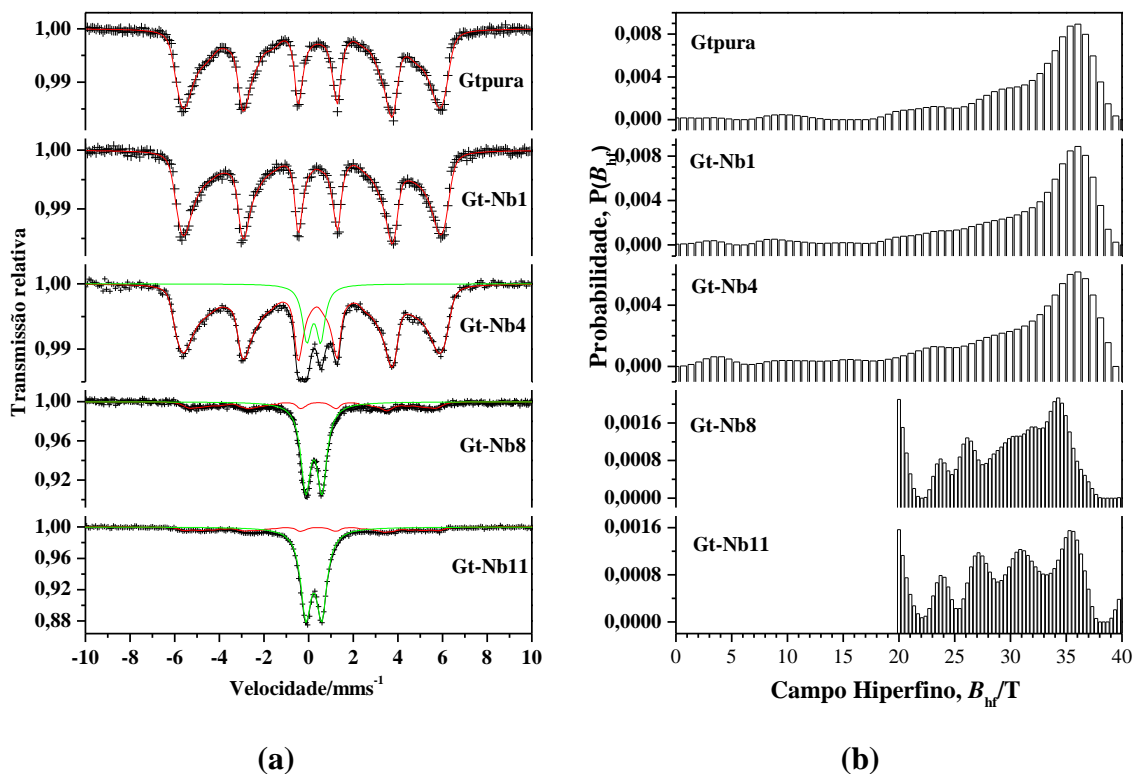 1,00
0,99
Gtpura
1,00
0,99
Gt-Nb1
1,00
0,99
Gt-Nb4
1,00
0,96
0,92
Gt-Nb8
1,00
0,96
0,92
0,88
Gt-Nb11
-10 -8 -6 -4 -2 0 2 4 6 8 10
Velocidade/mms-1
Transmissão relativa
(a)
0,008
0,004
0,000
Gtpura
0,008
0,004
0,000
Gt-Nb1
0,004
0,000
Gt-Nb4
0,0016
0,0008
0,0000
Gt-Nb8
0,0016
0,0008
0,0000
Gt-Nb11
0 5 10 15 20 25 30 35 40
Campo Hiperfino, Bhf/T
Probabilidade, P(Bhf)
(b)